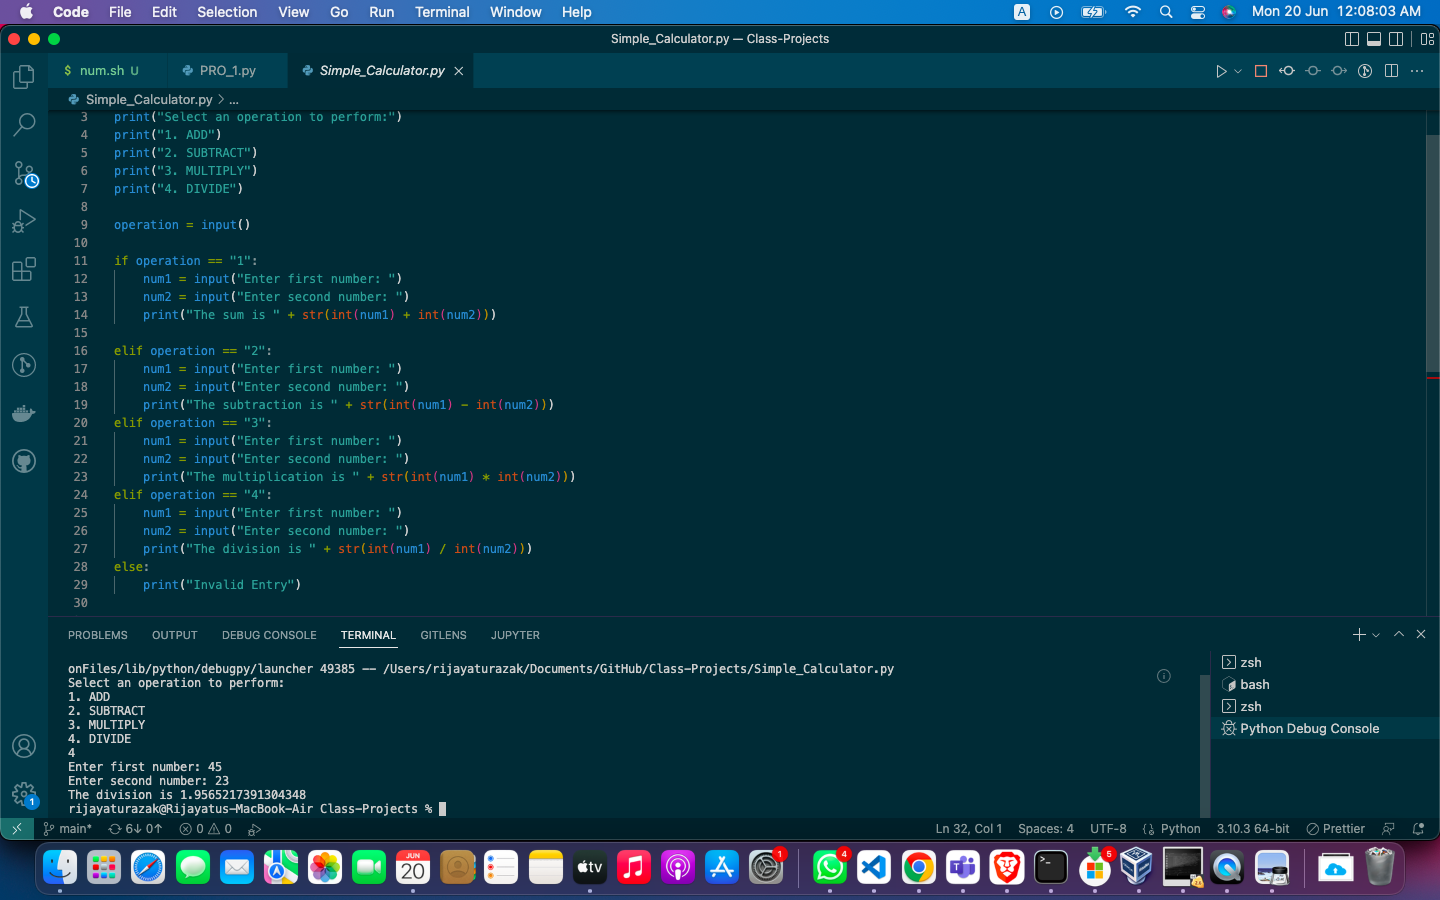 Code File Edit Selection View Go Run Terminal Window Help A Mon 20 Jun 12:08:03 AM
Simple_Calculator.py — Class-Projects
$ num.sh U PRO_1.py Simple_Calculator.py
Simple_Calculator.py > ...
3 print("Select an operation to perform:")
4 print("1. ADD")
5 print("2. SUBTRACT")
6 print("3. MULTIPLY")
7 print("4. DIVIDE")
8
9 operation = input()
10
11 if operation == "1":
12 num1 = input("Enter first number: ")
13 num2 = input("Enter second number: ")
14 print("The sum is " + str(int(num1) + int(num2)))
15
16 elif operation == "2":
17 num1 = input("Enter first number: ")
18 num2 = input("Enter second number: ")
19 print("The subtraction is " + str(int(num1) - int(num2)))
20 elif operation == "3":
21 num1 = input("Enter first number: ")
22 num2 = input("Enter second number: ")
23 print("The multiplication is " + str(int(num1) * int(num2)))
24 elif operation == "4":
25 num1 = input("Enter first number: ")
26 num2 = input("Enter second number: ")
27 print("The division is " + str(int(num1) / int(num2)))
28 else:
29 print("Invalid Entry")
30
PROBLEMS OUTPUT DEBUG CONSOLE TERMINAL GITLENS JUPYTER
onFiles/lib/python/debugpy/launcher 49385 -- /Users/rijayaturazak/Documents/GitHub/Class-Projects/Simple_Calculator.py
Select an operation to perform:
1. ADD
2. SUBTRACT
3. MULTIPLY
4. DIVIDE
4
Enter first number: 45
Enter second number: 23
The division is 1.9565217391304348
rijayaturazak@Rijayatus-MacBook-Air Class-Projects %
zsh
bash
zsh
Python Debug Console
1
main* 6↓ 0↑ 0 0 Ln 32, Col 1 Spaces: 4 UTF-8 Python 3.10.3 64-bit Prettier
JUN
20
tv
1
4
5